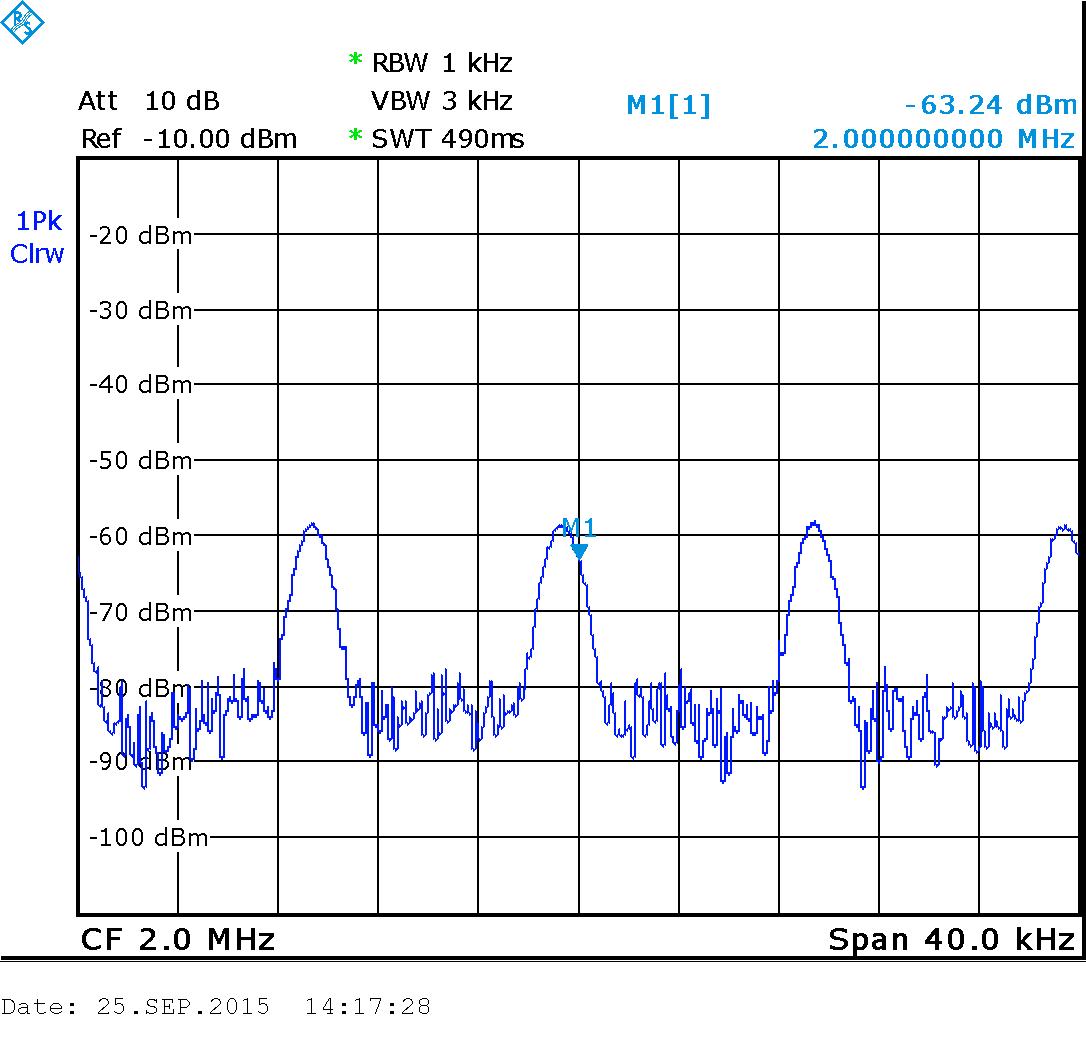 R S
* RBW 1 kHz
Att 10 dB VBW 3 kHz M1[1] -63.24 dBm
Ref -10.00 dBm * SWT 490ms 2.000000000 MHz
1Pk
Clrw
-20 dBm
-30 dBm
-40 dBm
-50 dBm
M1
-60 dBm
-70 dBm
-80 dBm
-90 dBm
-100 dBm
CF 2.0 MHz Span 40.0 kHz
Date: 25.SEP.2015 14:17:28